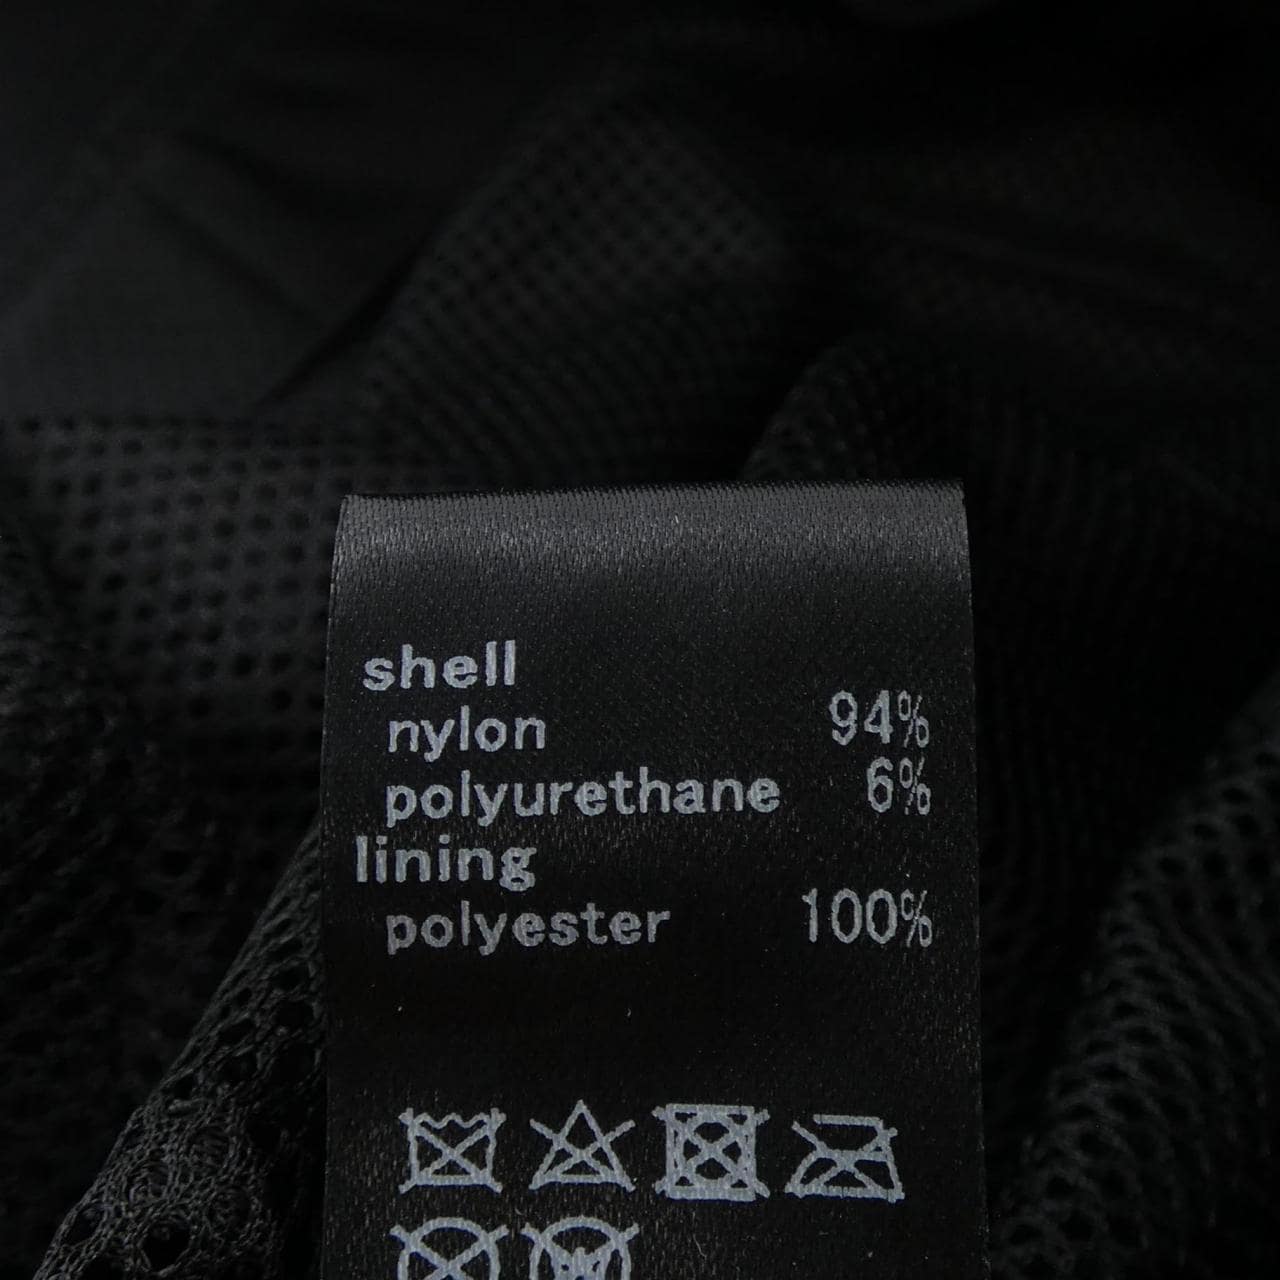 shell
nylon 94%
polyurethane 6%
lining
polyester 100%